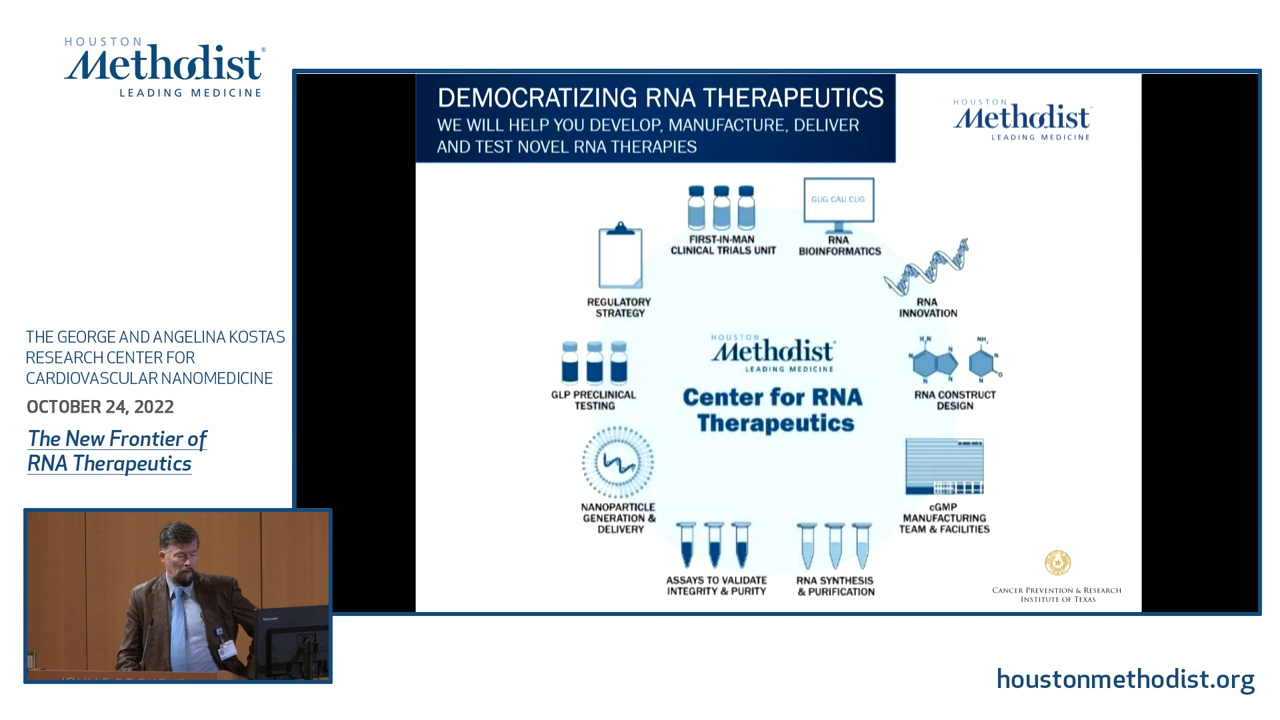 HOUSTON
Methodist®
LEADING MEDICINE
THE GEORGE AND ANGELINA KOSTAS
RESEARCH CENTER FOR
CARDIOVASCULAR NANOMEDICINE
OCTOBER 24, 2022
The New Frontier of
RNA Therapeutics
DEMOCRATIZING RNA THERAPEUTICS
WE WILL HELP YOU DEVELOP, MANUFACTURE, DELIVER
AND TEST NOVEL RNA THERAPIES
HOUSTON
Methodist
LEADING MEDICINE
FIRST-IN-MAN
CLINICAL TRIALS UNIT
GUG CAU CUG
RNA
BIOINFORMATICS
RNA
INNOVATION
H₂N
N
N
N
N
NH₂
N
N
O
RNA CONSTRUCT
DESIGN
cGMP
MANUFACTURING
TEAM & FACILITIES
RNA SYNTHESIS
& PURIFICATION
ASSAYS TO VALIDATE
INTEGRITY & PURITY
NANOPARTICLE
GENERATION &
DELIVERY
GLP PRECLINICAL
TESTING
REGULATORY
STRATEGY
HOUSTON
Methodist
LEADING MEDICINE
Center for RNA
Therapeutics
CANCER PREVENTION & RESEARCH
INSTITUTE OF TEXAS
houstonmethodist.org